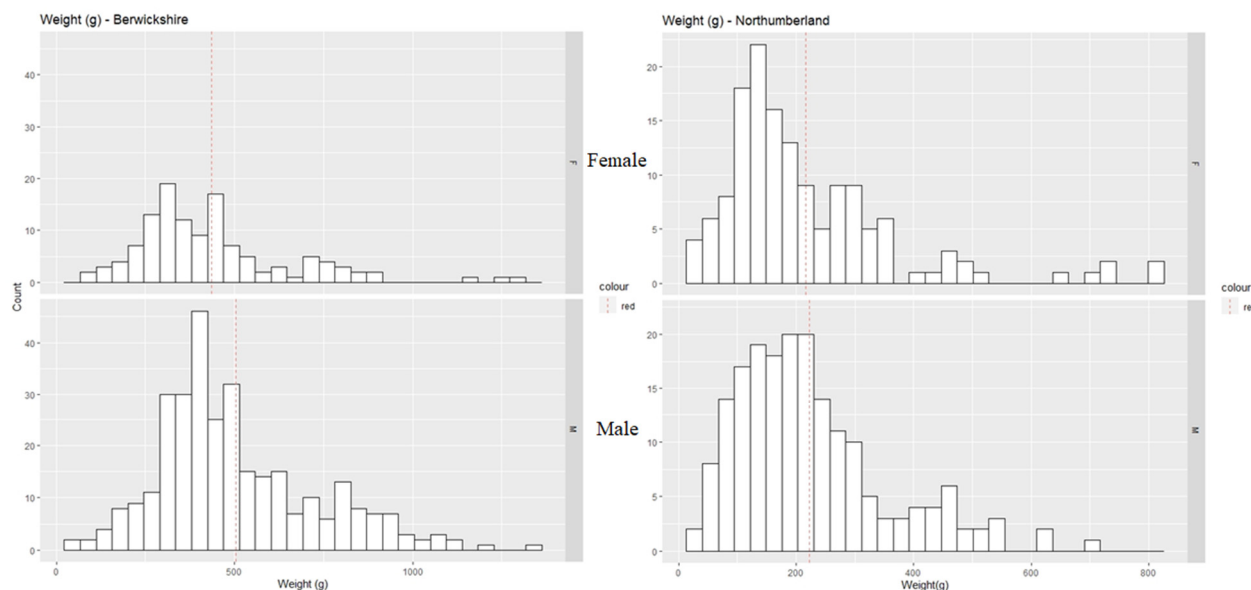 Weight (g) - Berwickshire
40
30
20
10
0
F
40
30
20
10
0
M
Count
0
500
1000
Weight (g)
colour
red
Female
Male
Weight (g) - Northumberland
20
15
10
5
0
F
20
15
10
5
0
M
0
200
400
600
800
Weight(g)
colour
re